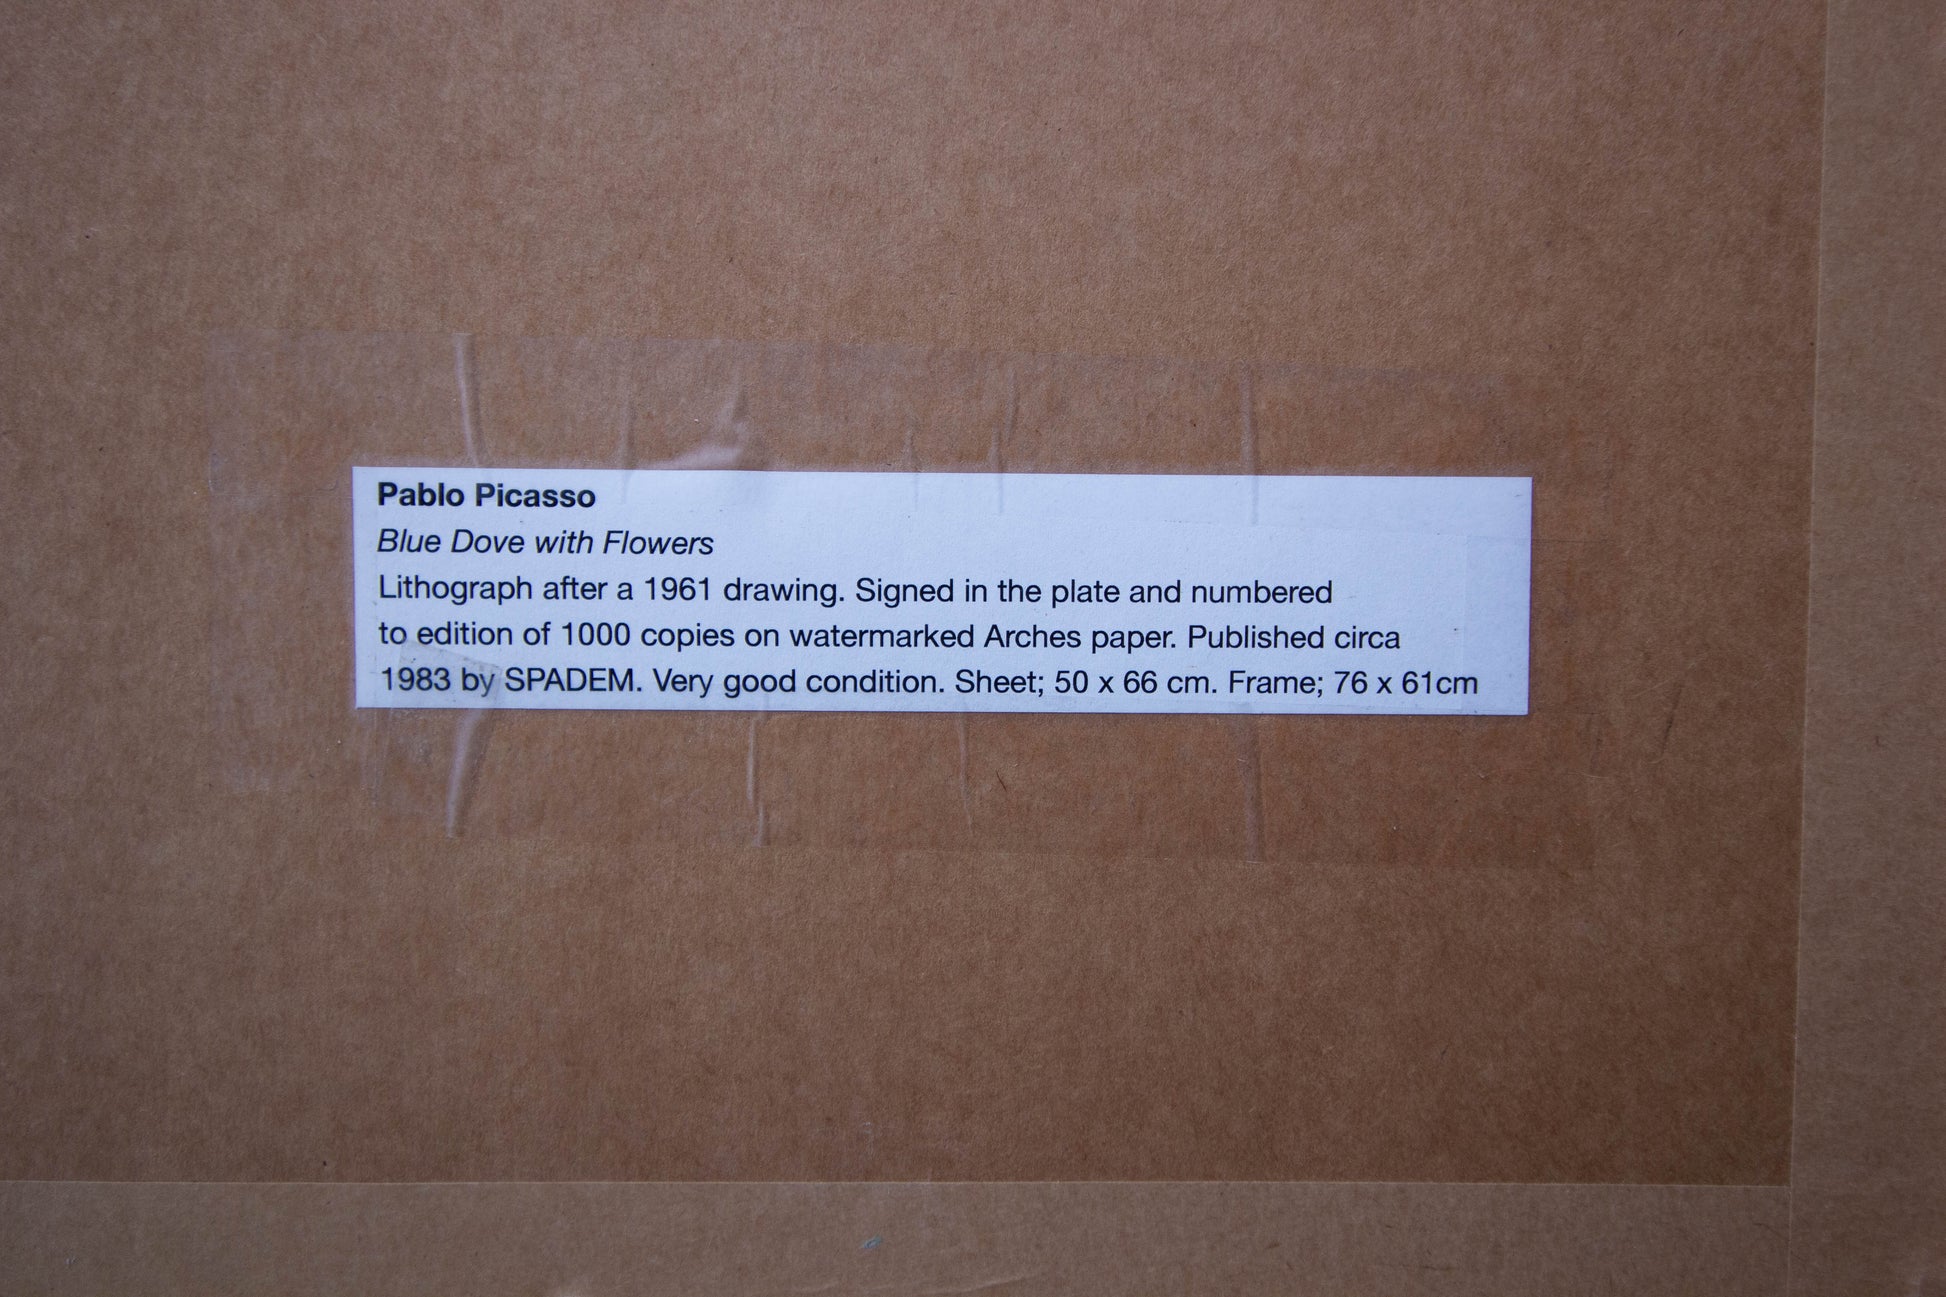 Pablo Picasso
Blue Dove with Flowers
Lithograph after a 1961 drawing. Signed in the plate and numbered
to edition of 1000 copies on watermarked Arches paper. Published circa
1983 by SPADEM. Very good condition. Sheet; 50 x 66 cm. Frame; 76 x 61cm